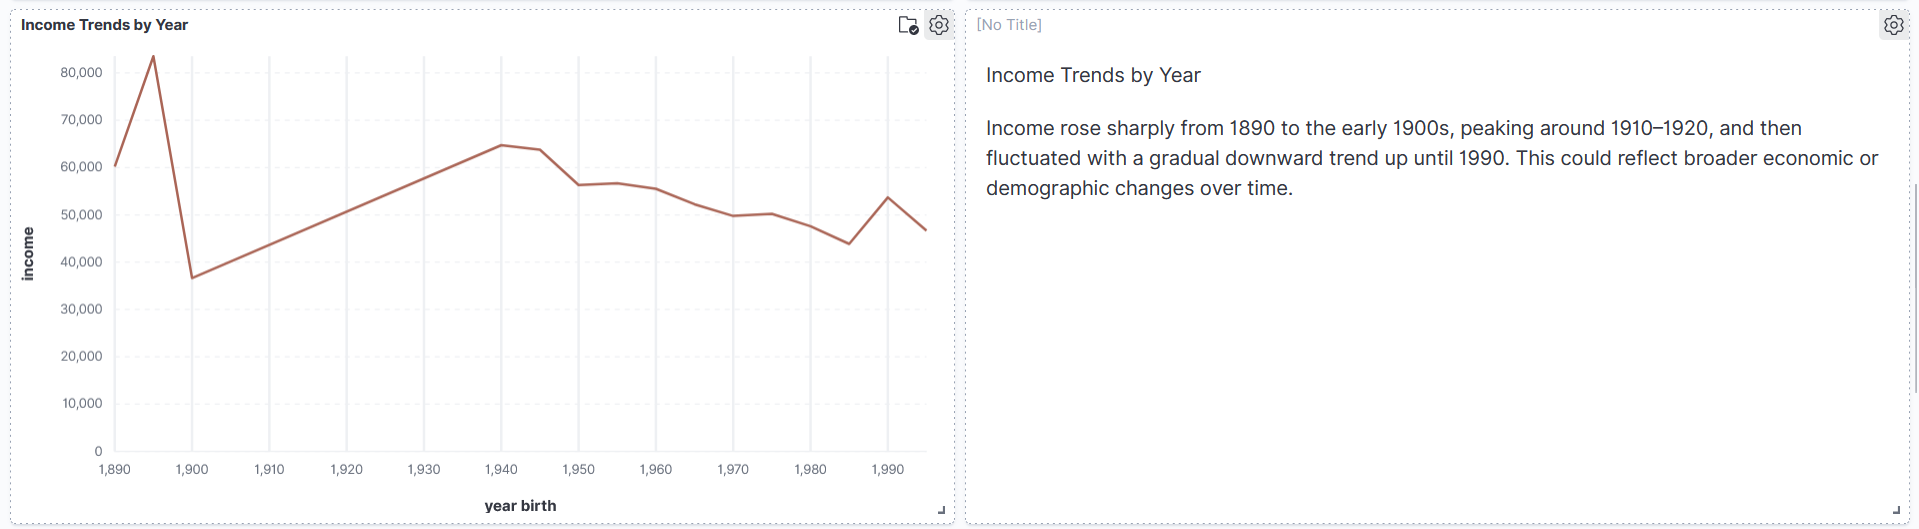 Income Trends by Year
80,000
70,000
60,000
50,000
40,000
30,000
20,000
10,000
0
income
1,890 1,900 1,910 1,920 1,930 1,940 1,950 1,960 1,970 1,980 1,990
year birth
[No Title]
Income Trends by Year
Income rose sharply from 1890 to the early 1900s, peaking around 1910–1920, and then
fluctuated with a gradual downward trend up until 1990. This could reflect broader economic or
demographic changes over time.